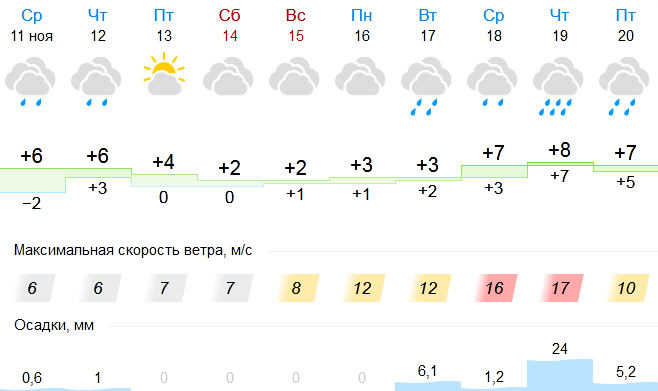 Ср Чт Пт Сб Вс Пн Вт Ср Чт Пт
11 ноя 12 13 14 15 16 17 18 19 20
+6 +6 +4 +2 +2 +3 +3 +7 +8 +7
−2 +3 0 0 +1 +1 +2 +3 +7 +5
Максимальная скорость ветра, м/с
6 6 7 7 8 12 12 16 17 10
Осадки, мм
0,6 1 0 0 0 0 6,1 1,2 24 5,2